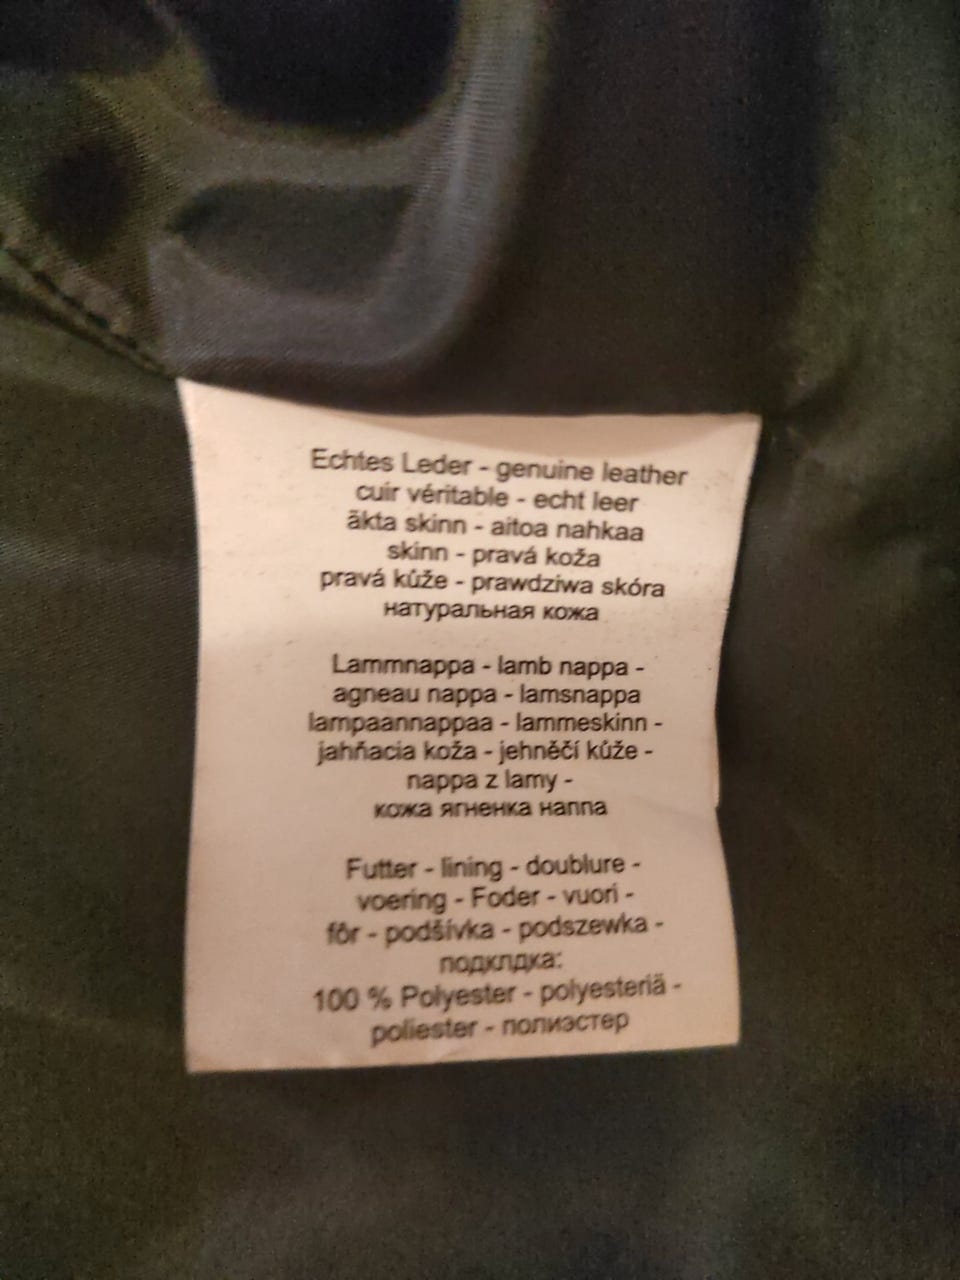 Echtes Leder - genuine leather
cuir véritable - echt leer
äkta skinn - aitoa nahkaa
skinn - pravá koža
pravá kůže - prawdziwa skóra
натуральная кожа
Lammnappa - lamb nappa -
agneau nappa - lamsnappa
lampaannappaa - lammeskinn -
jahňacia koža - jehněčí kůže -
nappa z lamy -
кожа ягненка наппа
Futter - lining - doublure -
voering - Foder - vuori -
fôr - podšívka - podszewka -
подклдка:
100 % Polyester - polyesteriä -
poliester - полиэстер